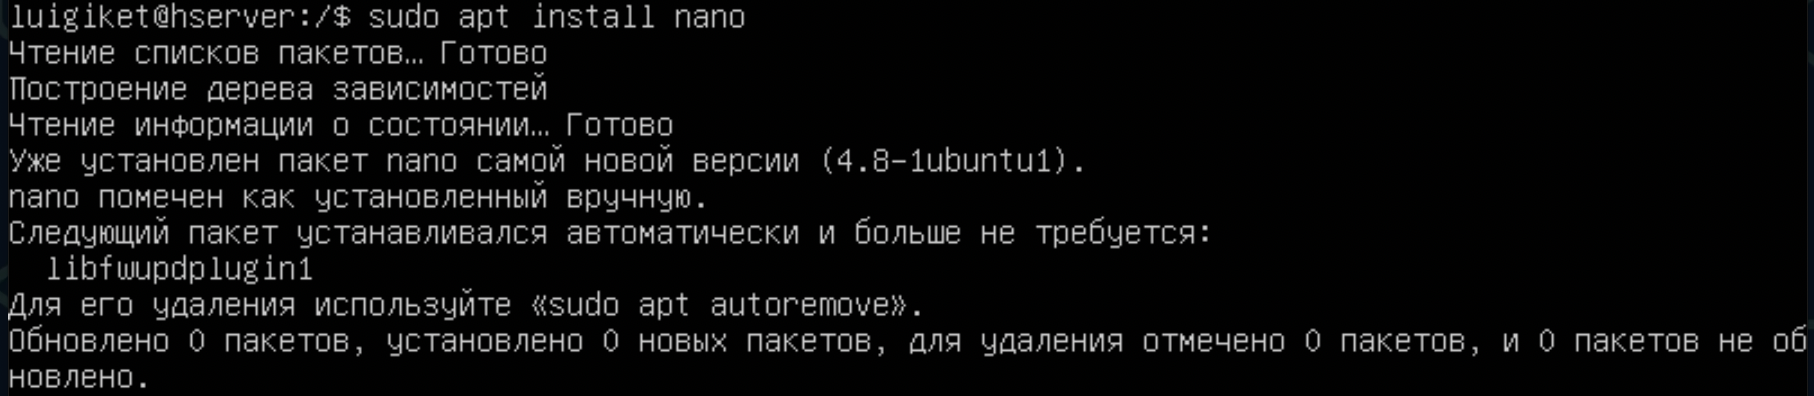 luigiket@hserver:/$ sudo apt install nano
Чтение списков пакетов… Готово
Построение дерева зависимостей
Чтение информации о состоянии… Готово
Уже установлен пакет nano самой новой версии (4.8-1ubuntu1).
nano помечен как установленный вручную.
Следующий пакет устанавливался автоматически и больше не требуется:
  libfwupdplugin1
Для его удаления используйте «sudo apt autoremove».
Обновлено 0 пакетов, установлено 0 новых пакетов, для удаления отмечено 0 пакетов, и 0 пакетов не об
новлено.